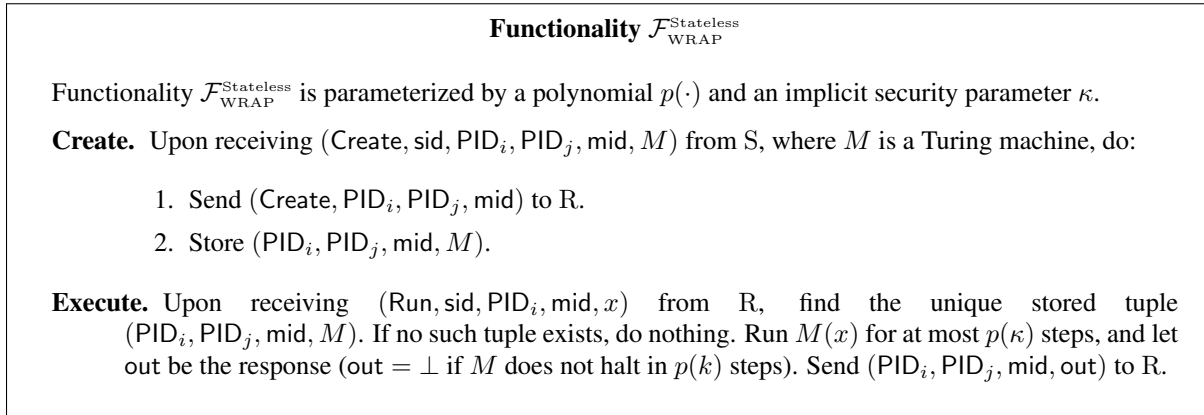 Functionality $\mathcal{F}_{\text{WRAP}}^{\text{Stateless}}$
Functionality $\mathcal{F}_{\text{WRAP}}^{\text{Stateless}}$ is parameterized by a polynomial $p(\cdot)$ and an implicit security parameter $\kappa$.
Create. Upon receiving (Create, sid, PID$_i$, PID$_j$, mid, $M$) from S, where $M$ is a Turing machine, do:
1. Send (Create, PID$_i$, PID$_j$, mid) to R.
2. Store (PID$_i$, PID$_j$, mid, $M$).
Execute. Upon receiving (Run, sid, PID$_i$, mid, $x$) from R, find the unique stored tuple
(PID$_i$, PID$_j$, mid, $M$). If no such tuple exists, do nothing. Run $M(x)$ for at most $p(\kappa)$ steps, and let
out be the response (out = $\bot$ if $M$ does not halt in $p(k)$ steps). Send (PID$_i$, PID$_j$, mid, out) to R.